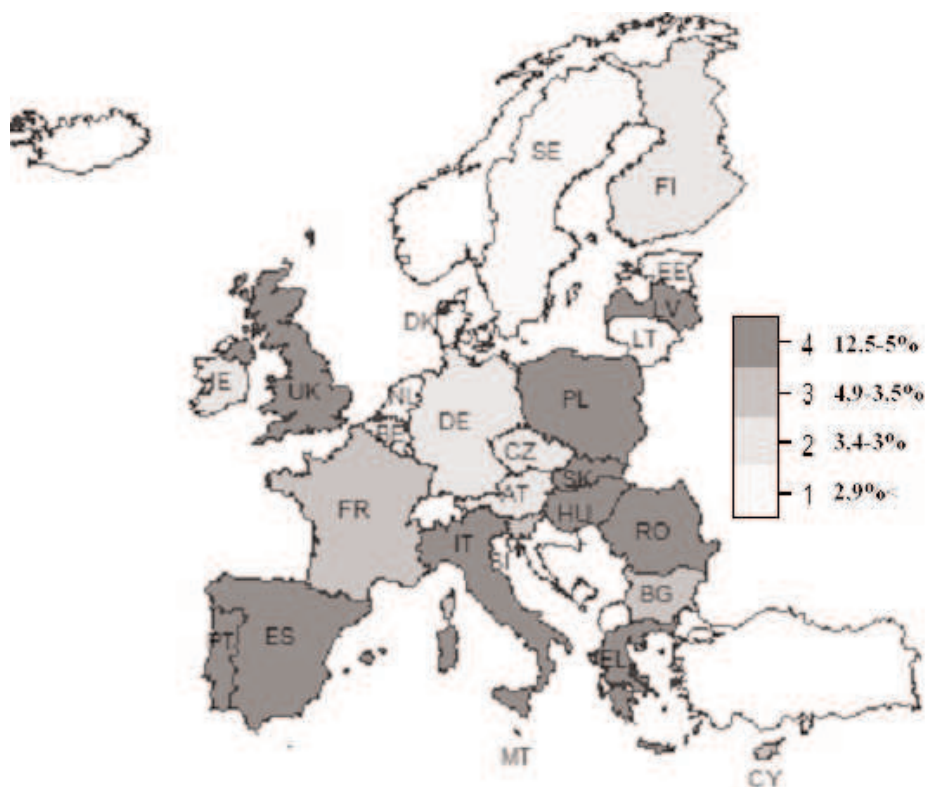 SE
FI
EE
LV
LT
DK
IE
UK
NL
BE
DE
PL
CZ
SK
AT
HU
FR
IT
SI
RO
BG
PT
ES
EL
MT
CY
4 12.5-5%
3 4.9-3.5%
2 3.4-3%
1 2.9%<